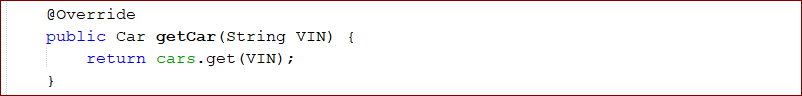 @Override
public Car getCar(String VIN) {
return cars.get(VIN);
}